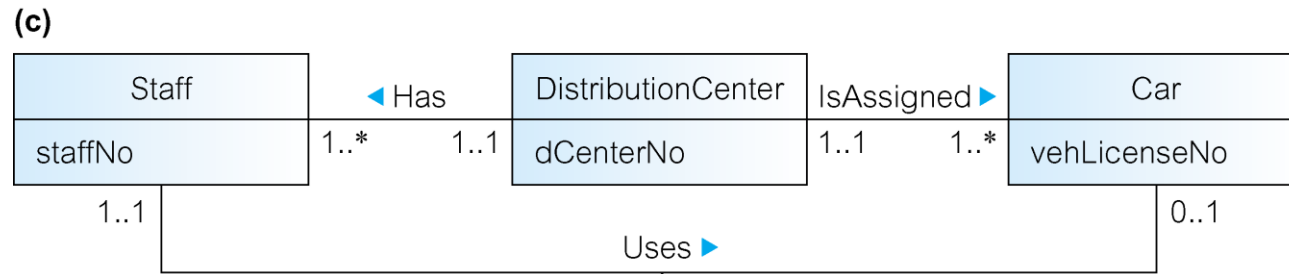 (c)
Staff
◀ Has
DistributionCenter
IsAssigned ▶
Car
staffNo
1..*
1..1
dCenterNo
1..1
1..*
vehLicenseNo
1..1
0..1
Uses ▶